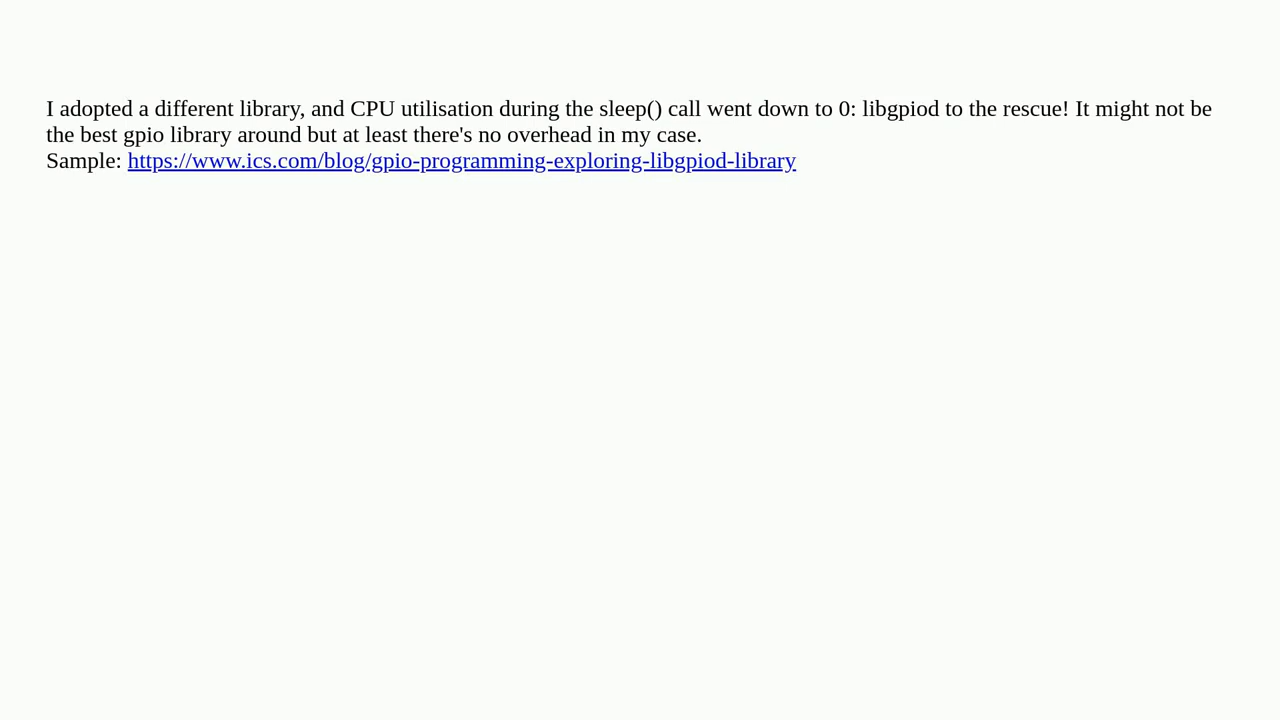 I adopted a different library, and CPU utilisation during the sleep() call went down to 0: libgpiod to the rescue! It might not be
the best gpio library around but at least there's no overhead in my case.
Sample: https://www.ics.com/blog/gpio-programming-exploring-libgpiod-library